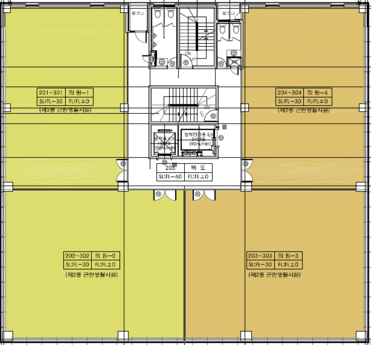 201-301 의 원-1
SL:FL-30 FL:FL±0
(제2종 근린생활시설)
204-304 의 원-4
SL:FL-30 FL:FL±0
(제2종 근린생활시설)
복 도
SL:FL-60 FL:FL±0
202-302 의 원-2
SL:FL-30 FL:FL±0
(제2종 근린생활시설)
203-303 의 원-3
SL:FL-30 FL:FL±0
(제2종 근린생활시설)